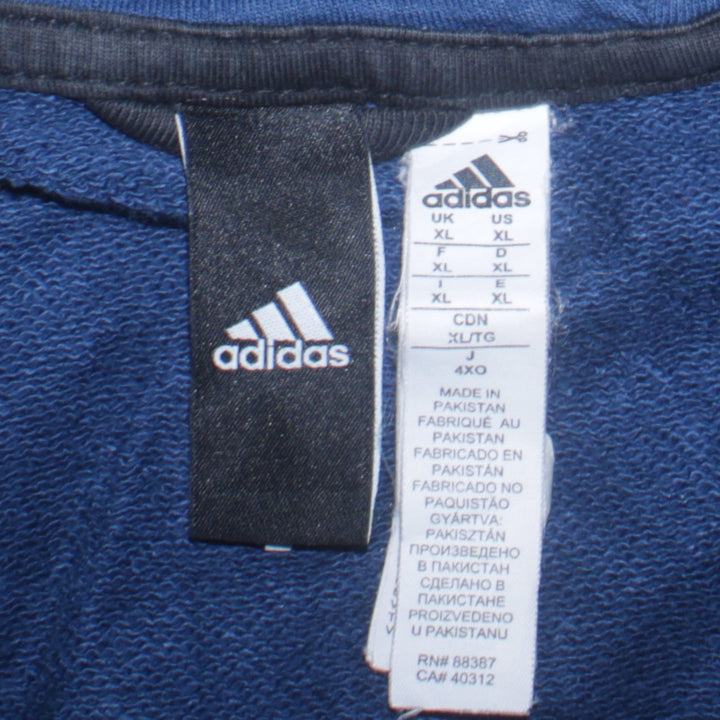 adidas
adidas
UK US
XL XL
F D
XL XL
I E
XL XL
CDN
XL/TG
J
4XO
MADE IN
PAKISTAN
FABRIQUÉ AU
PAKISTAN
FABRICADO EN
PAKISTÁN
FABRICADO NO
PAQUISTÃO
GYÁRTVA:
PAKISZTÁN
ПРОИЗВЕДЕНО
В ПАКИСТАН
СДЕЛАНО В
ПАКИСТАНЕ
PROIZVEDENO
U PAKISTANU
RN# 88387
CA# 40312